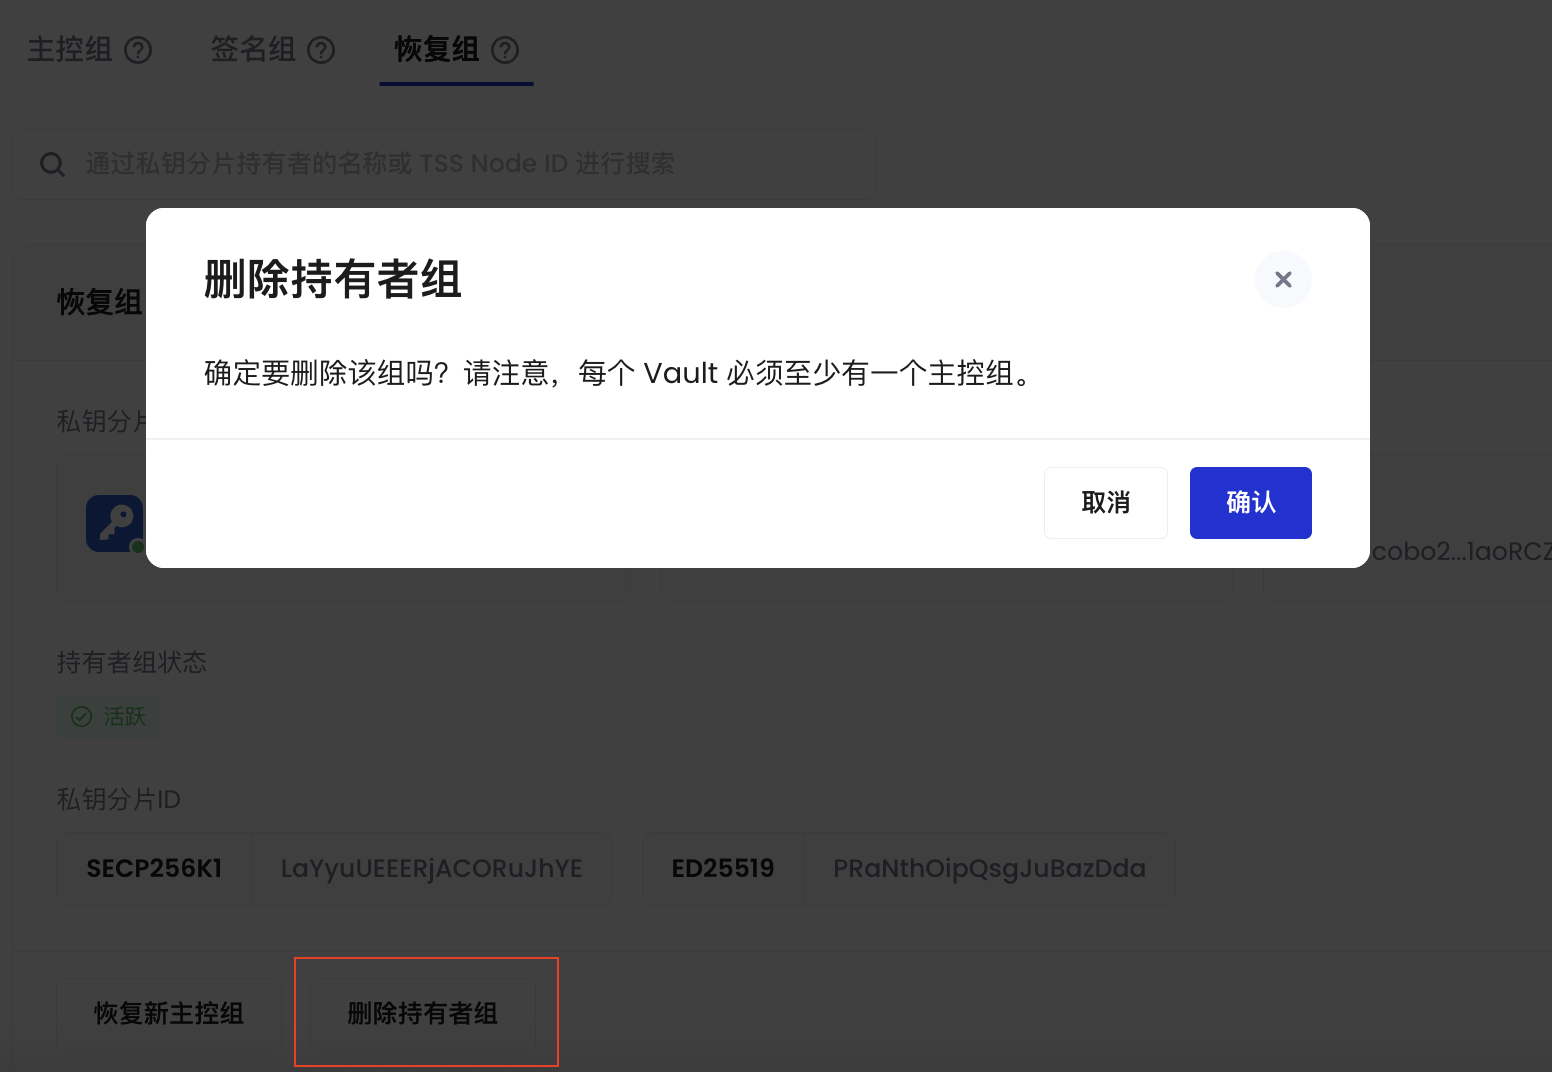 主控组
签名组
恢复组
通过私钥分片持有者的名称或 TSS Node ID 进行搜索
恢复组
删除持有者组
确定要删除该组吗？请注意，每个 Vault 必须至少有一个主控组。
私钥分片
取消
确认
cobo2...1aoRCZ
持有者组状态
活跃
私钥分片ID
SECP256K1
LaYyuUEEERjACORuJhYE
ED25519
PRaNthOipQsgJuBazDda
恢复新主控组
删除持有者组